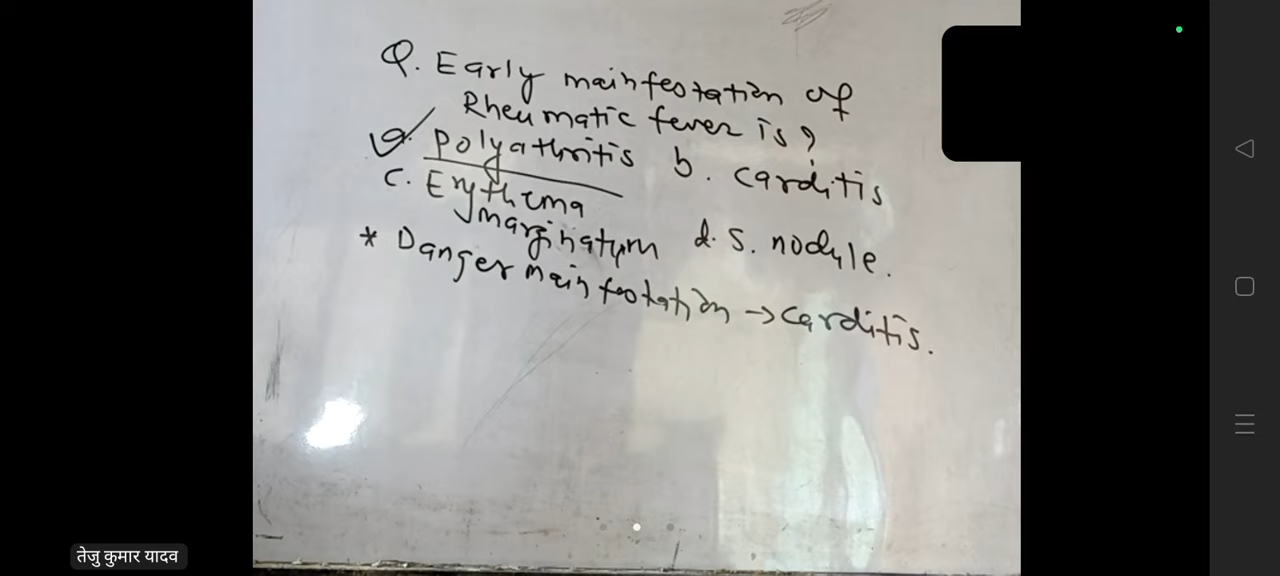 Q. Early mainfestation of
Rheumatic fever is?
a. polyathritis b. carditis
c. Erythema
marginatum d. S. nodule.
* Danger mainfestation → carditis.
तेजु कुमार यादव